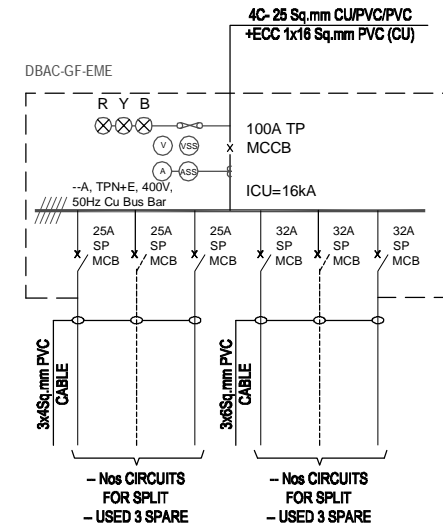 4C- 25 Sq.mm CU/PVC/PVC
+ECC 1x16 Sq.mm PVC (CU)
DBAC-GF-EME
R Y B
100A TP
MCCB
V VSS
A ASS
ICU=16kA
--A, TPN+E, 400V,
50Hz Cu Bus Bar
25A
SP
MCB
25A
SP
MCB
25A
SP
MCB
32A
SP
MCB
32A
SP
MCB
32A
SP
MCB
3x4Sq.mm PVC
CABLE
3x6Sq.mm PVC
CABLE
-- Nos CIRCUITS
FOR SPLIT
-- USED 3 SPARE
-- Nos CIRCUITS
FOR SPLIT
-- USED 3 SPARE